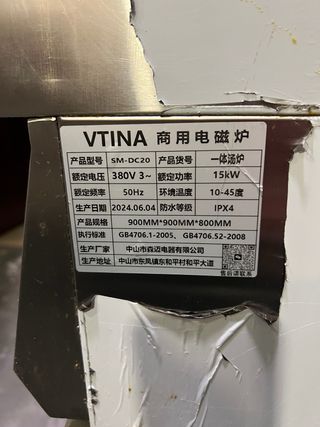 VTINA 商用电磁炉
产品型号 SM-DC20 产品货号 一体汤炉
额定电压 380V 3~ 额定功率 15kW
额定频率 50Hz 环境温度 10-45度
生产日期 2024.06.04 防水等级 IPX4
产品规格 900MM*900MM*800MM
执行标准 GB4706.1-2005、GB4706.52-2008
生产厂家 中山市森迈电器有限公司
生产地址 中山市东凤镇东和平村和平大道
售后请联系